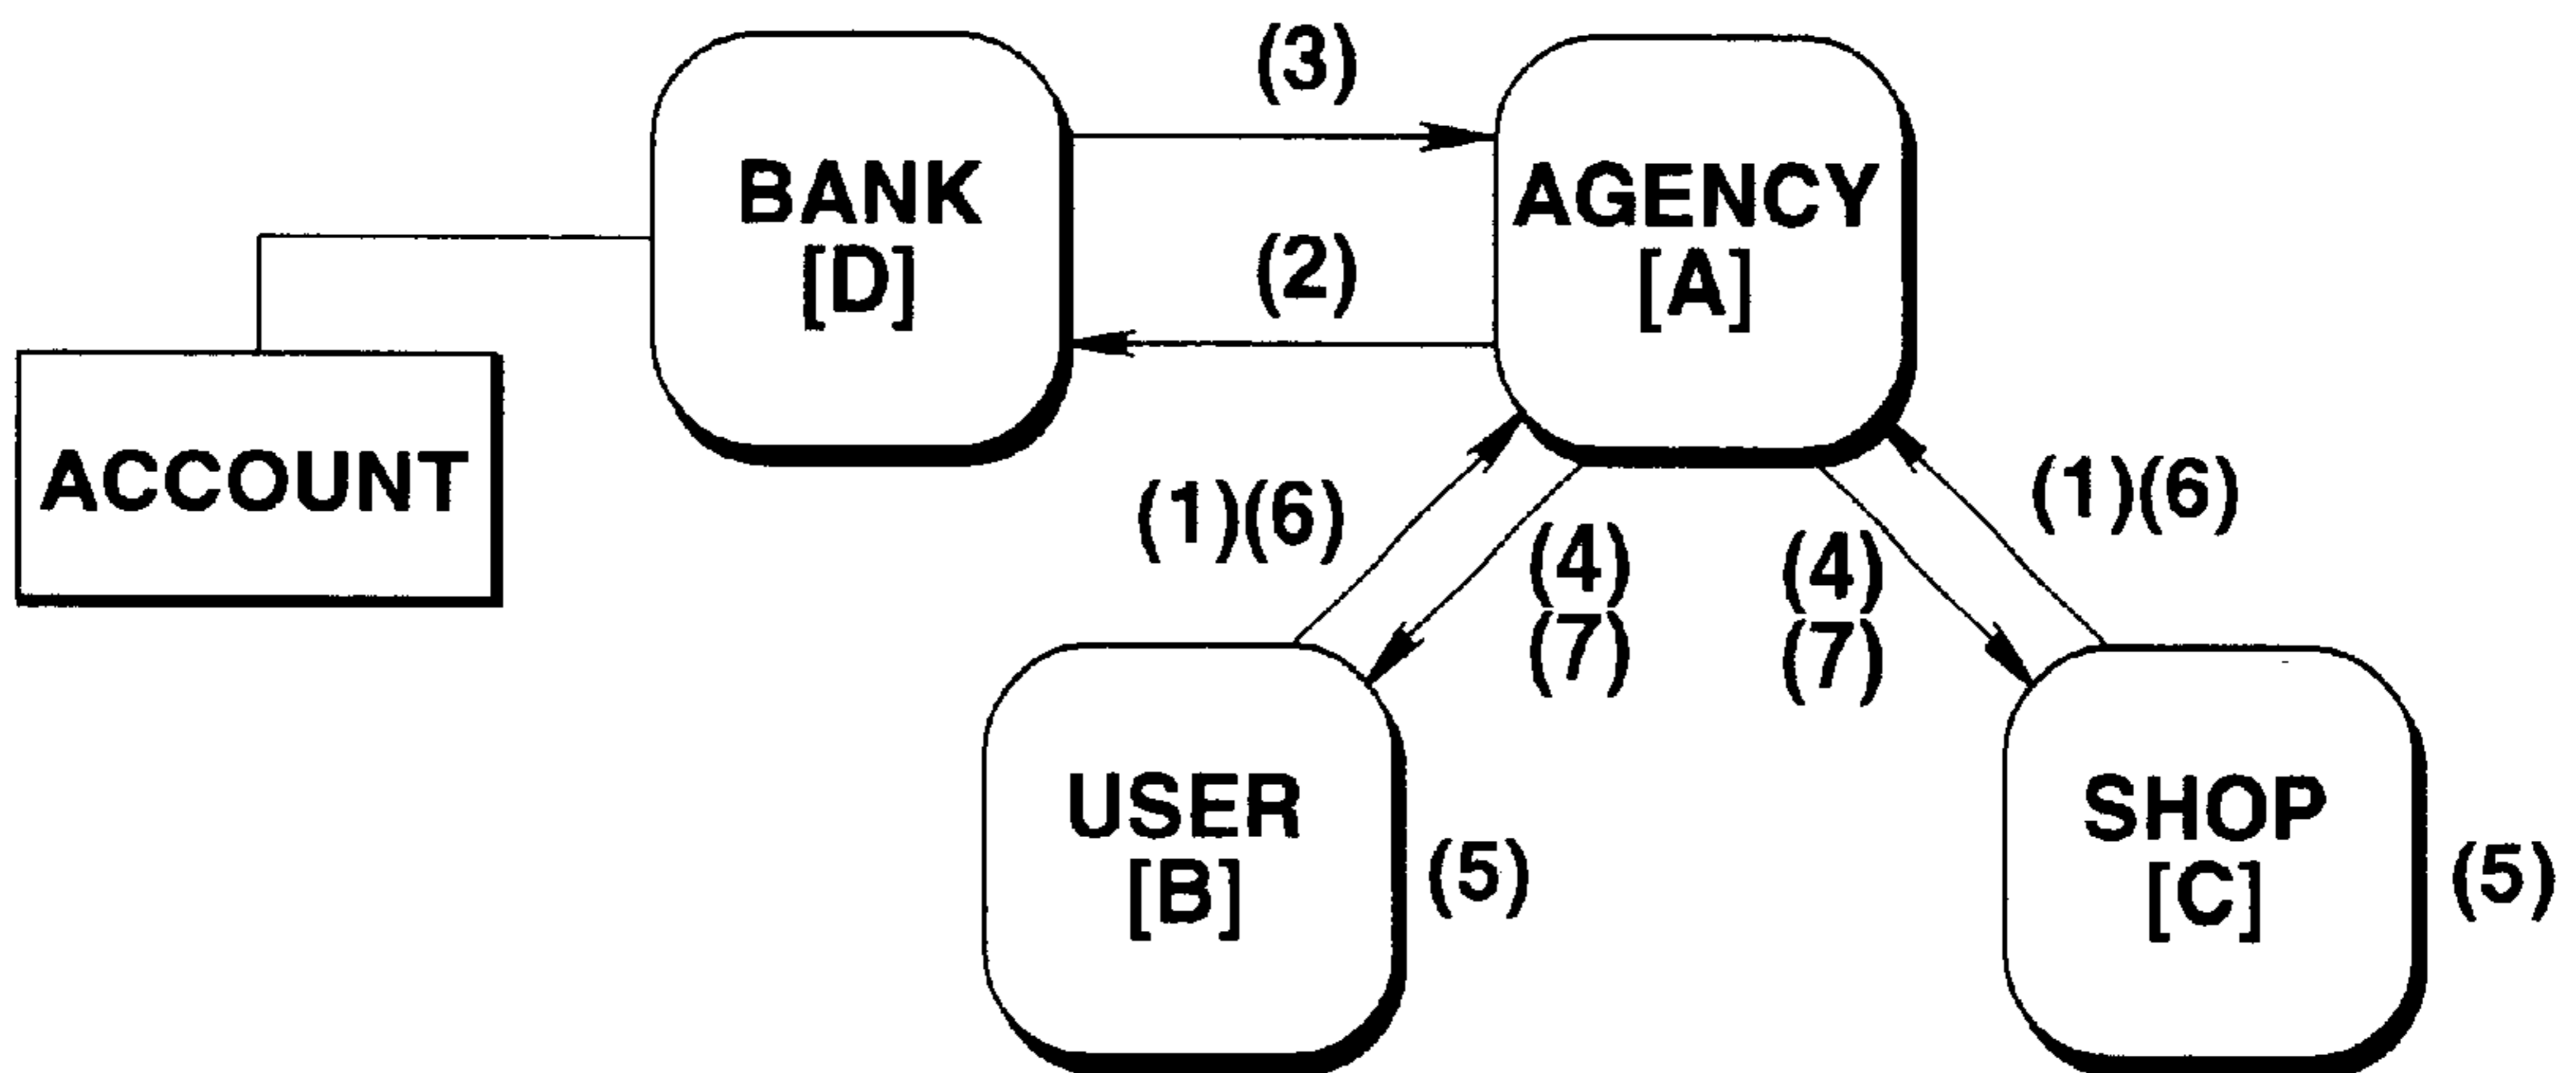 (3)
BANK
[D]
AGENCY
[A]
(2)
ACCOUNT
(1)(6)
(4)
(7)
(4)
(7)
(1)(6)
USER
[B]
(5)
SHOP
[C]
(5)